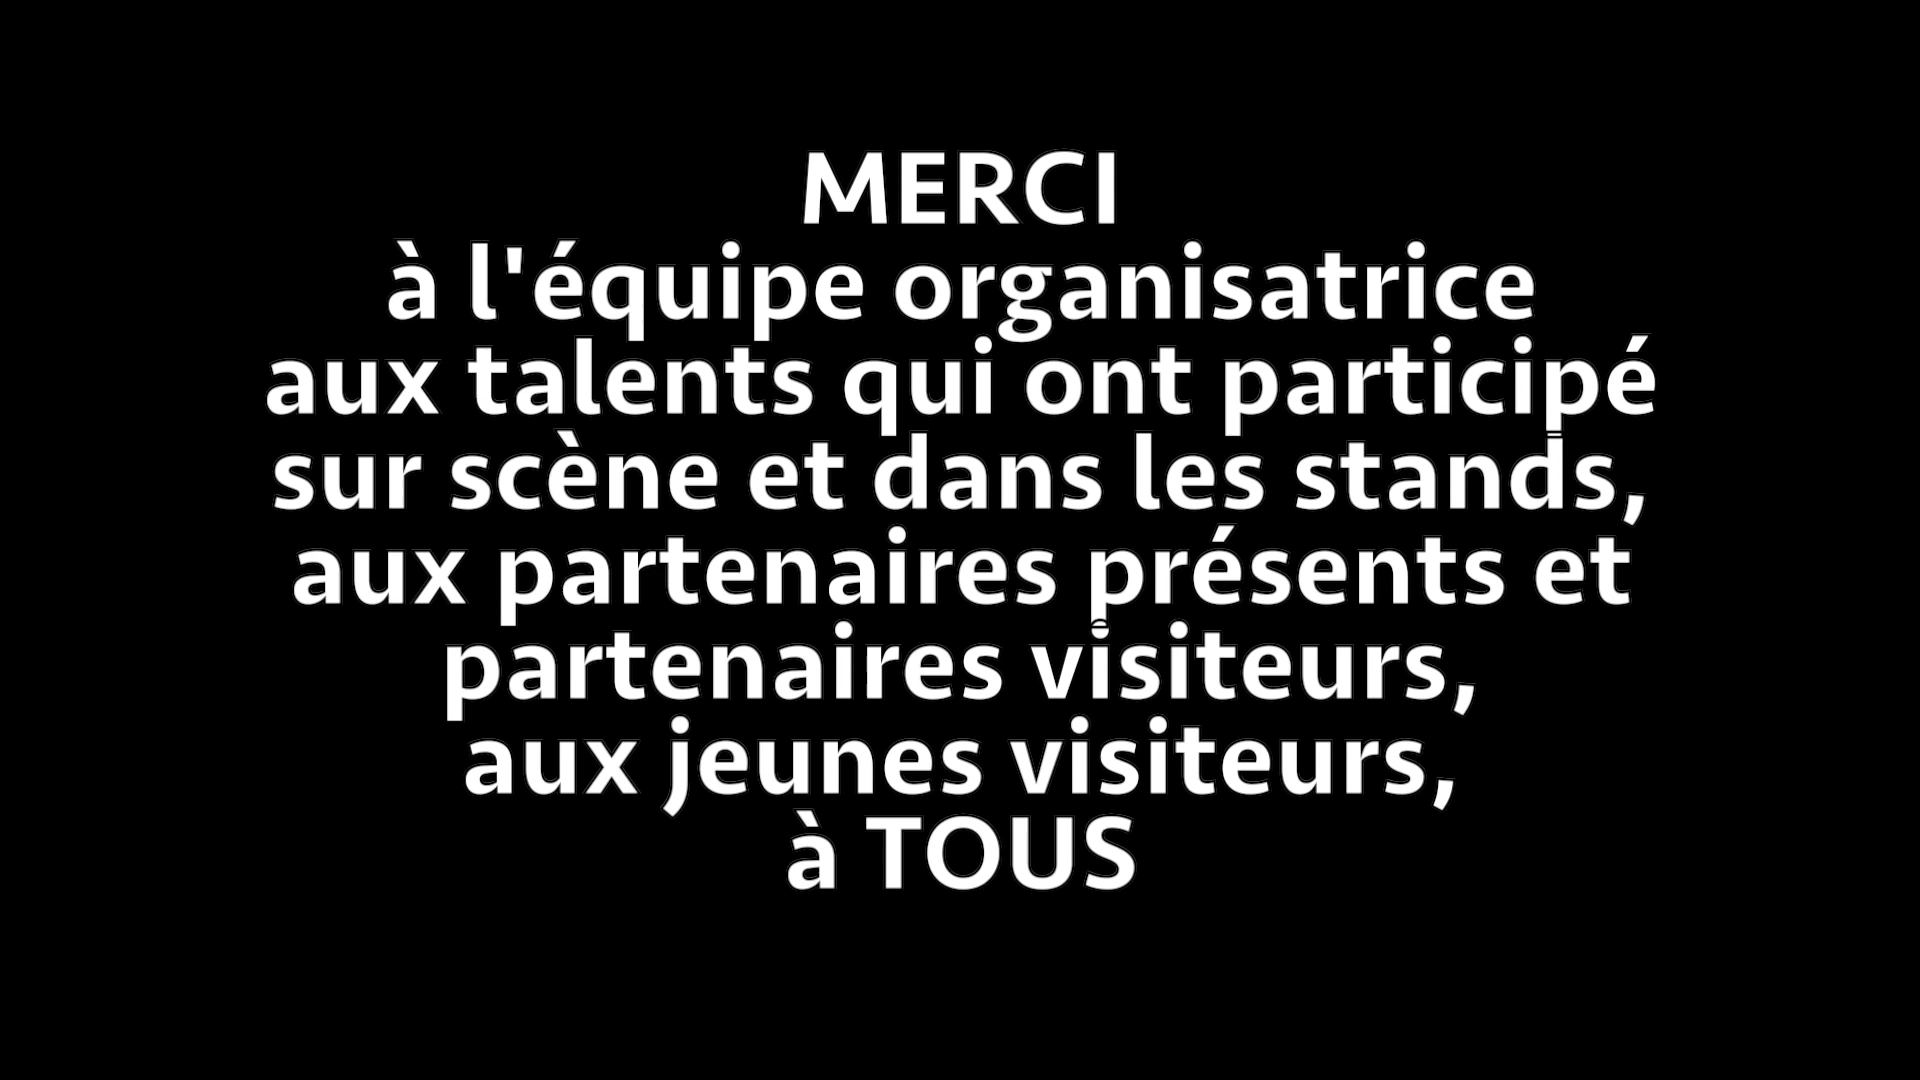 MERCI
à l'équipe organisatrice
aux talents qui ont participé
sur scène et dans les stands,
aux partenaires présents et
partenaires visiteurs,
aux jeunes visiteurs,
à TOUS